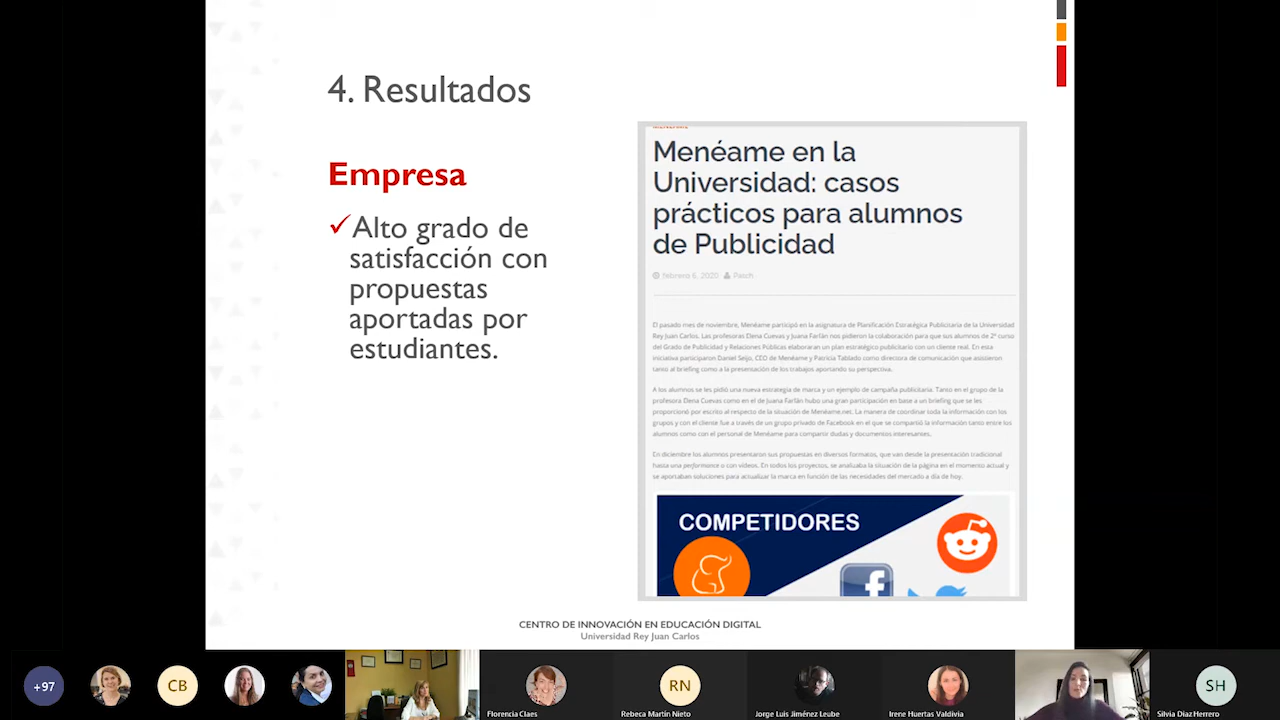 4. Resultados
Empresa
✓Alto grado de
satisfacción con
propuestas
aportadas por
estudiantes.
Menéame en la
Universidad: casos
prácticos para alumnos
de Publicidad
febrero 6, 2020
El pasado mes de noviembre, Menéame participó en la asignatura de Planificación Estratégica Publicitaria de la Universidad
Rey Juan Carlos. Las profesoras Elena Cuevas y Juana Farfán nos pidieron la colaboración para que sus alumnos de 2º curso
del Grado de Publicidad y Relaciones Públicas elaboraran un plan estratégico publicitario con un cliente real. En esta
iniciativa participaron Daniel Seijo, CEO de Menéame y Patricia Tablado como directora de comunicación que asistieron
tanto al briefing como a la presentación de los trabajos aportando su perspectiva.
A los alumnos se les pidió una nueva estrategia de marca y un ejemplo de campaña publicitaria. Tanto en el grupo de la
profesora Elena Cuevas como en el de Juana Farfán hubo una gran participación en base a un briefing que se les
proporcionó por escrito al respecto de la situación de Menéame.net. La manera de coordinar toda la información con los
grupos y con el cliente fue a través de un grupo privado de Facebook en el que se compartió la información tanto entre los
alumnos como con el personal de Menéame para compartir dudas y documentos interesantes.
En diciembre los alumnos presentaron sus propuestas en diversos formatos, que van desde la presentación tradicional
hasta una performance o con vídeos. En todos los proyectos, se analizaba la situación de la página en el momento actual y
se aportaban soluciones para actualizar la marca en función de las necesidades del mercado a día de hoy.
COMPETIDORES
f
CENTRO DE INNOVACIÓN EN EDUCACIÓN DIGITAL
Universidad Rey Juan Carlos
+97
CB
RN
SH
Florencia Claes
Rebeca Martín Nieto
Jorge Luis Jiménez Leube
Irene Huertas Valdivia
Silvia Díaz Herrero